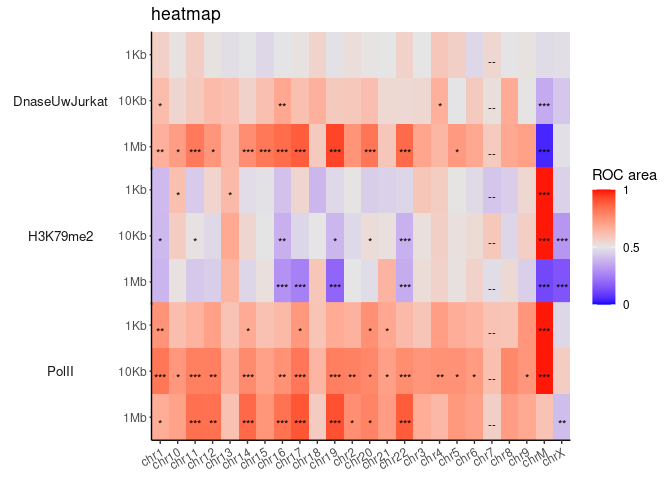 heatmap
1Kb --
DnaseUwJurkat 10Kb * ** * -- ***
1Mb ** * *** * *** *** *** *** *** *** *** * -- ***
1Kb * * -- ***
H3K79me2 10Kb * * ** * * *** -- *** ***
1Mb *** *** *** *** -- *** ***
1Kb ** * * * * -- ***
PolII 10Kb *** * *** ** *** ** *** *** ** * * *** ** * * -- * ***
1Mb * *** ** *** *** *** *** * * *** -- **
chr1 chr10 chr11 chr12 chr13 chr14 chr15 chr16 chr17 chr18 chr19 chr2 chr20 chr21 chr22 chr3 chr4 chr5 chr6 chr7 chr8 chr9 chrM chrX
ROC area
1
0.5
0